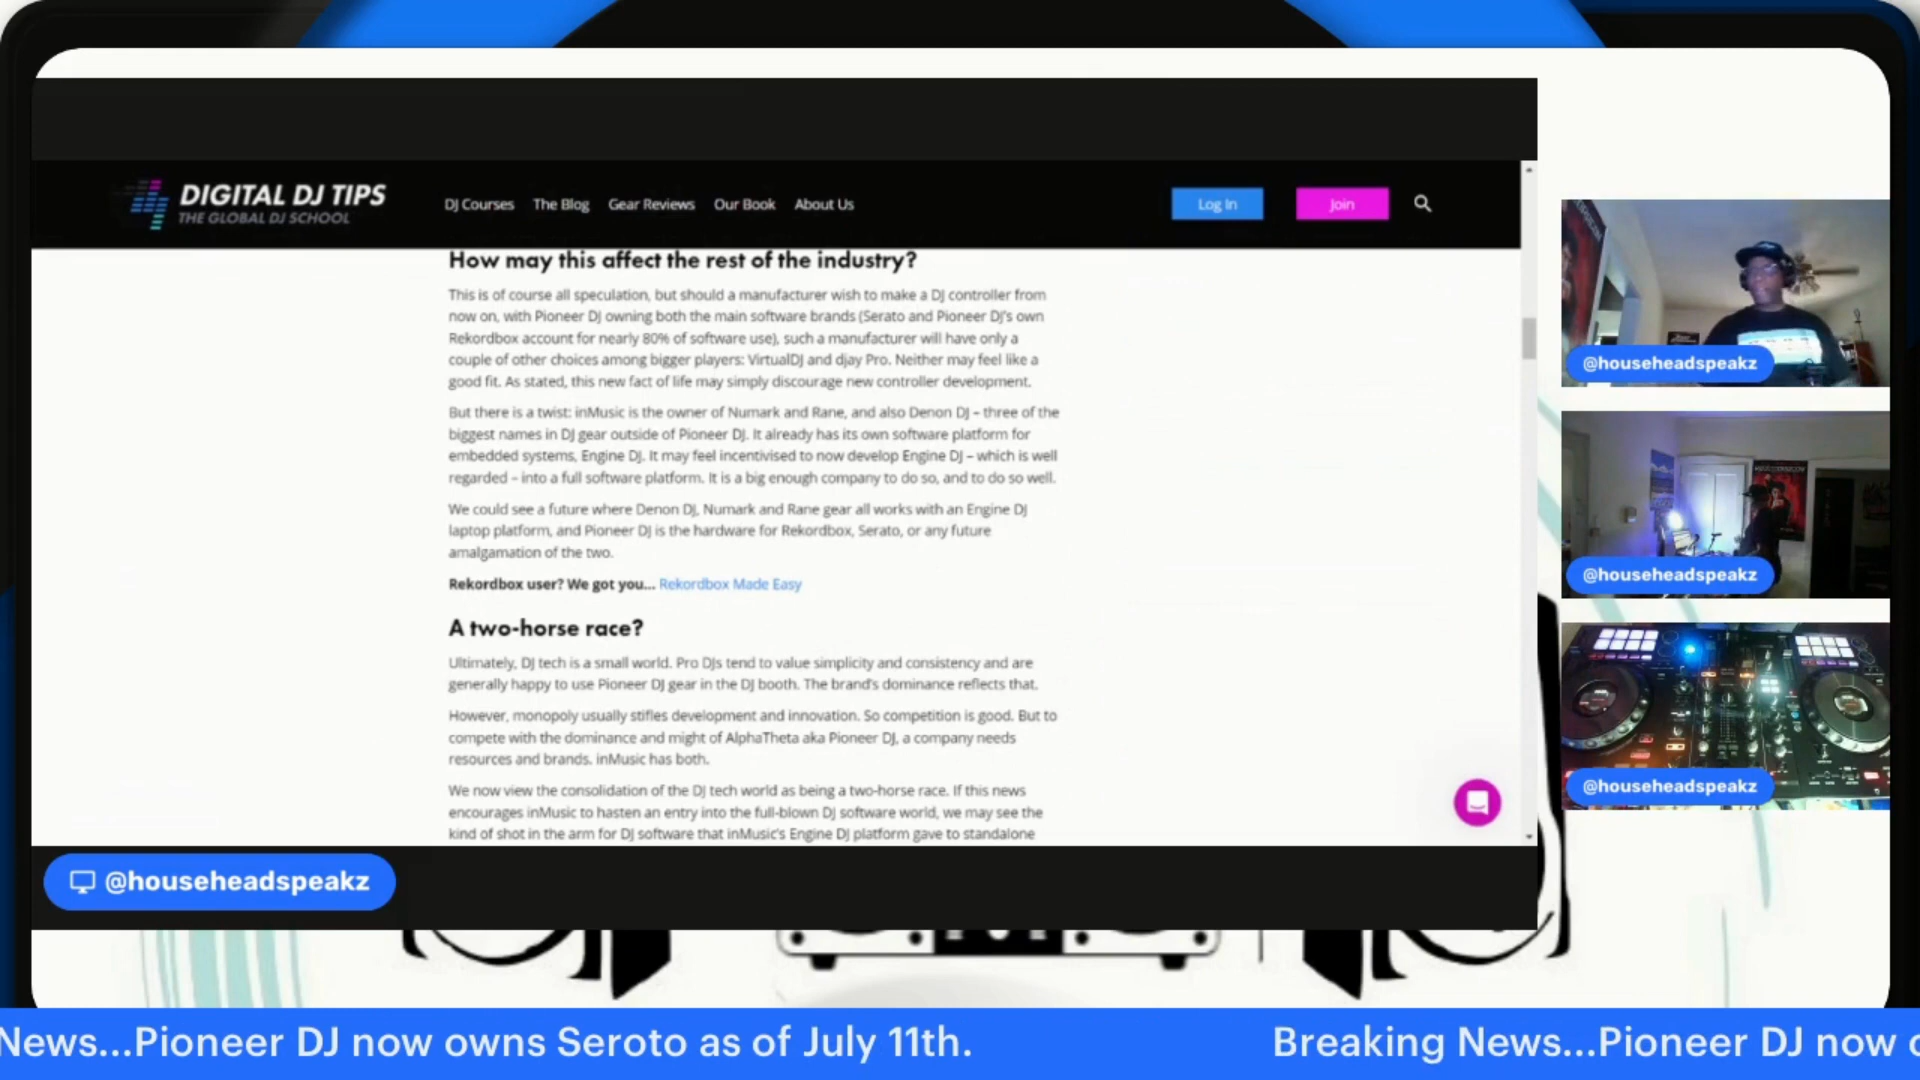 DIGITAL DJ TIPS
THE GLOBAL DJ SCHOOL
DJ Courses The Blog Gear Reviews Our Book About Us
Log In Join
How may this affect the rest of the industry?
This is of course all speculation, but should a manufacturer wish to make a DJ controller from
now on, with Pioneer DJ owning both the main software brands (Serato and Pioneer DJ's own
Rekordbox account for nearly 80% of software use), such a manufacturer will have only a
couple of other choices among bigger players: VirtualDJ and djay Pro. Neither may feel like a
good fit. As stated, this new fact of life may simply discourage new controller development.
But there is a twist: inMusic is the owner of Numark and Rane, and also Denon DJ – three of the
biggest names in DJ gear outside of Pioneer DJ. It already has its own software platform for
embedded systems, Engine DJ. It may feel incentivised to now develop Engine DJ – which is well
regarded – into a full software platform. It is a big enough company to do so, and to do so well.
We could see a future where Denon DJ, Numark and Rane gear all works with an Engine DJ
laptop platform, and Pioneer DJ is the hardware for Rekordbox, Serato, or any future
amalgamation of the two.
Rekordbox user? We got you... Rekordbox Made Easy
A two-horse race?
Ultimately, DJ tech is a small world. Pro DJs tend to value simplicity and consistency and are
generally happy to use Pioneer DJ gear in the DJ booth. The brand's dominance reflects that.
However, monopoly usually stifles development and innovation. So competition is good. But to
compete with the dominance and might of AlphaTheta aka Pioneer DJ, a company needs
resources and brands. inMusic has both.
We now view the consolidation of the DJ tech world as being a two-horse race. If this news
encourages inMusic to hasten an entry into the full-blown DJ software world, we may see the
kind of shot in the arm for DJ software that inMusic's Engine DJ platform gave to standalone
@househeadspeakz
@househeadspeakz
@househeadspeakz
@househeadspeakz
News...Pioneer DJ now owns Seroto as of July 11th. Breaking News...Pioneer DJ now